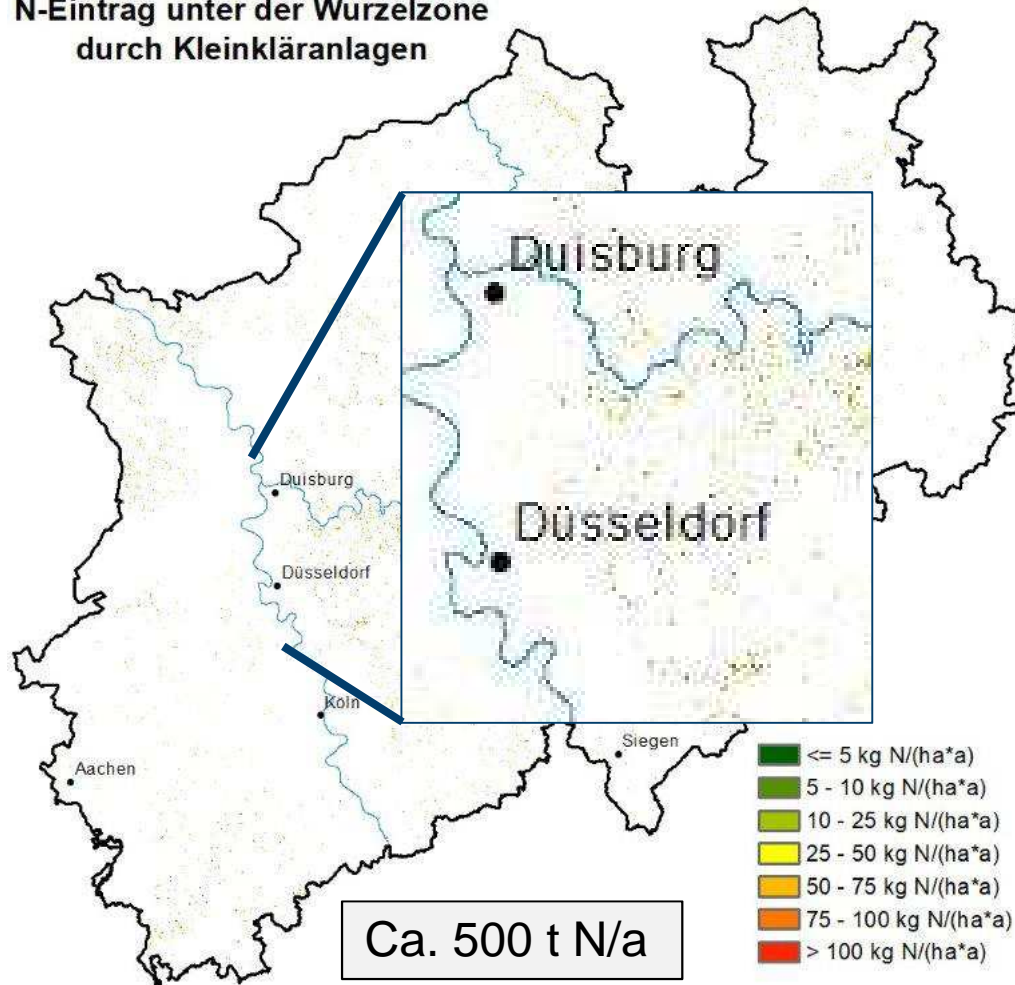 N-Eintrag unter der Wurzelzone
durch Kleinkläranlagen
Duisburg
Düsseldorf
Duisburg
Düsseldorf
Köln
Aachen
Siegen
<= 5 kg N/(ha*a)
5 - 10 kg N/(ha*a)
10 - 25 kg N/(ha*a)
25 - 50 kg N/(ha*a)
50 - 75 kg N/(ha*a)
75 - 100 kg N/(ha*a)
> 100 kg N/(ha*a)
Ca. 500 t N/a